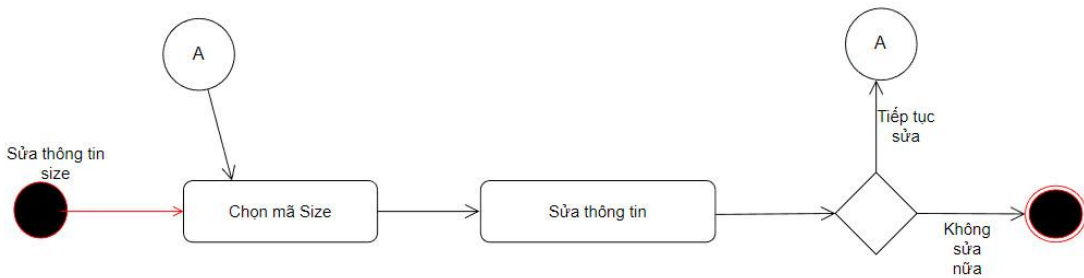 A
A
Tiếp tục
sửa
Sửa thông tin
size
Chọn mã Size
Sửa thông tin
Không
sửa
nữa